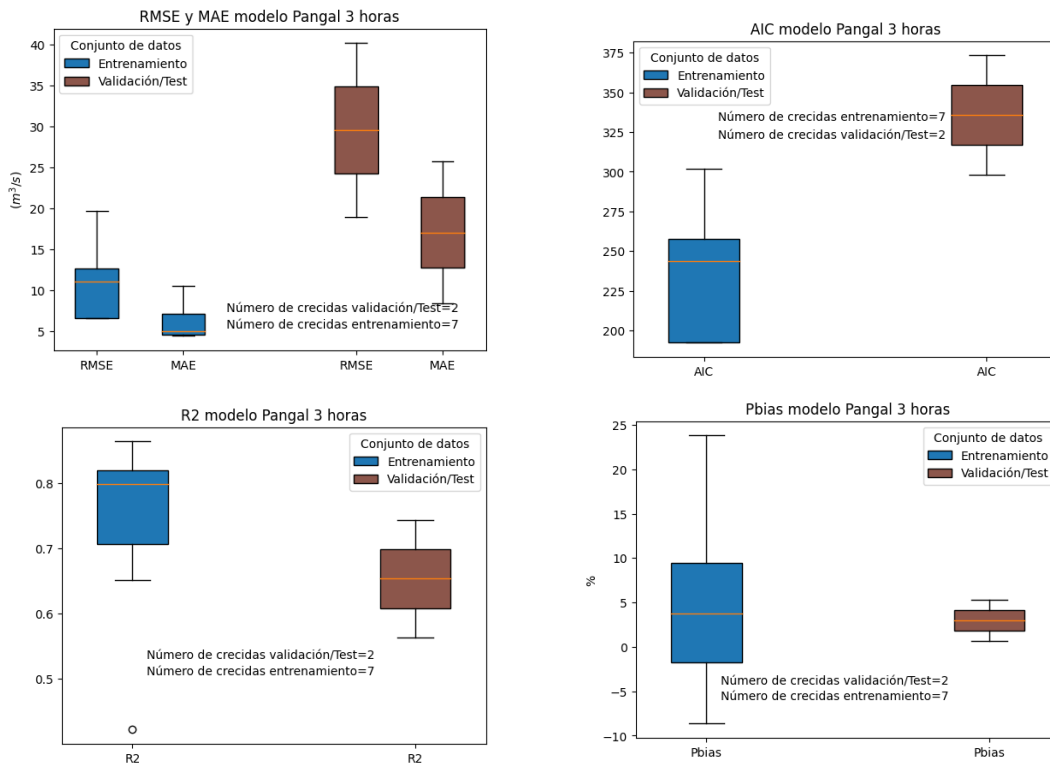 RMSE y MAE modelo Pangal 3 horas
Conjunto de datos
Entrenamiento
Validación/Test
40
35
30
25
20
15
10
5
(m³/s)
Número de crecidas validación/Test=2
Número de crecidas entrenamiento=7
RMSE MAE RMSE MAE
AIC modelo Pangal 3 horas
Conjunto de datos
Entrenamiento
Validación/Test
375
350
325
300
275
250
225
200
Número de crecidas entrenamiento=7
Número de crecidas validación/Test=2
AIC AIC
R2 modelo Pangal 3 horas
Conjunto de datos
Entrenamiento
Validación/Test
0.8
0.7
0.6
0.5
Número de crecidas validación/Test=2
Número de crecidas entrenamiento=7
R2 R2
Pbias modelo Pangal 3 horas
Conjunto de datos
Entrenamiento
Validación/Test
25
20
15
10
5
0
−5
−10
%
Número de crecidas validación/Test=2
Número de crecidas entrenamiento=7
Pbias Pbias